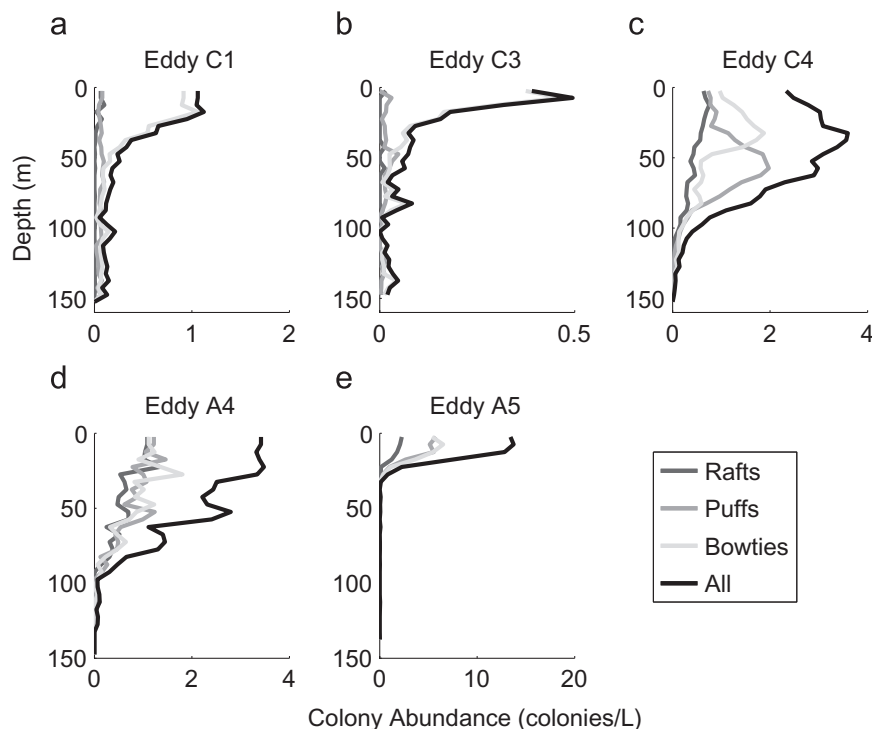 a
Eddy C1
b
Eddy C3
c
Eddy C4
0
50
100
150
0
1
2
0
50
100
150
0
0.5
0
50
100
150
0
2
4
Depth (m)
d
Eddy A4
e
Eddy A5
0
50
100
150
0
2
4
0
50
100
150
0
10
20
Rafts
Puffs
Bowties
All
Colony Abundance (colonies/L)